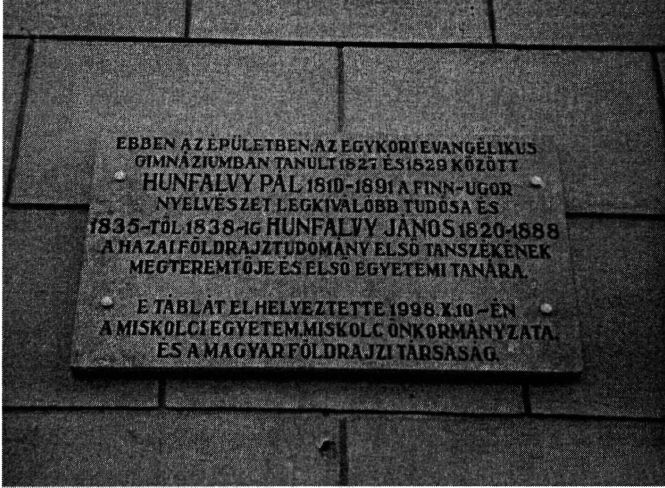 EBBEN AZ ÉPÜLETBEN, AZ EGYKORI EVANGÉLIKUS
GIMNÁZIUMBAN TANULT 1827 ÉS 1829 KÖZÖTT
HUNFALVY PÁL 1810-1891 A FINN-UGOR
NYELVÉSZET LEGKIVÁLÓBB TUDÓSA ÉS
1835-TŐL 1838-IG HUNFALVY JÁNOS 1820-1888
A HAZAI FÖLDRAJZTUDOMÁNY ELSŐ TANSZÉKÉNEK
MEGTEREMTŐJE ÉS ELSŐ EGYETEMI TANÁRA.
E TÁBLÁT ELHELYEZTETTE 1998.X.10-ÉN
A MISKOLCI EGYETEM, MISKOLC ÖNKORMÁNYZATA,
ÉS A MAGYAR FÖLDRAJZI TÁRSASÁG.